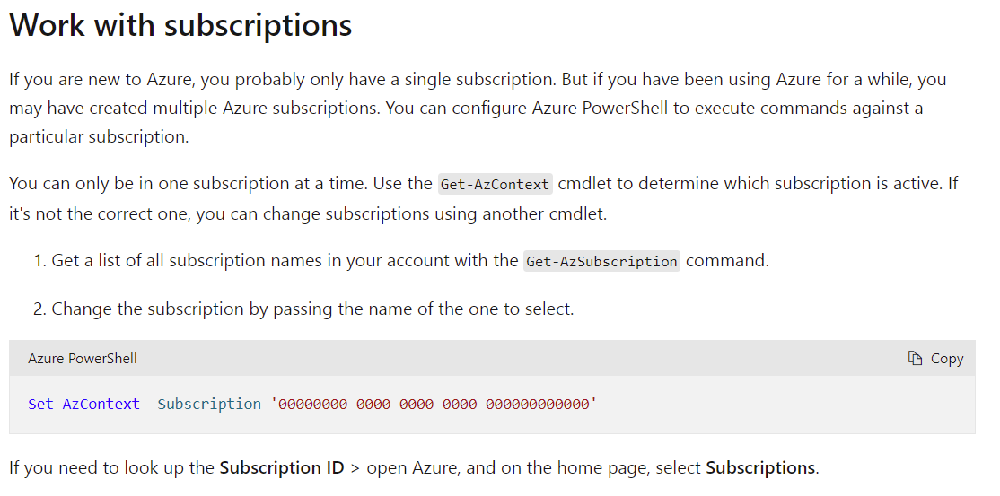 Work with subscriptions
If you are new to Azure, you probably only have a single subscription. But if you have been using Azure for a while, you
may have created multiple Azure subscriptions. You can configure Azure PowerShell to execute commands against a
particular subscription.
You can only be in one subscription at a time. Use the Get-AzContext cmdlet to determine which subscription is active. If
it's not the correct one, you can change subscriptions using another cmdlet.
1. Get a list of all subscription names in your account with the Get-AzSubscription command.
2. Change the subscription by passing the name of the one to select.
Azure PowerShell Copy
Set-AzContext -Subscription '00000000-0000-0000-0000-000000000000'
If you need to look up the Subscription ID > open Azure, and on the home page, select Subscriptions.